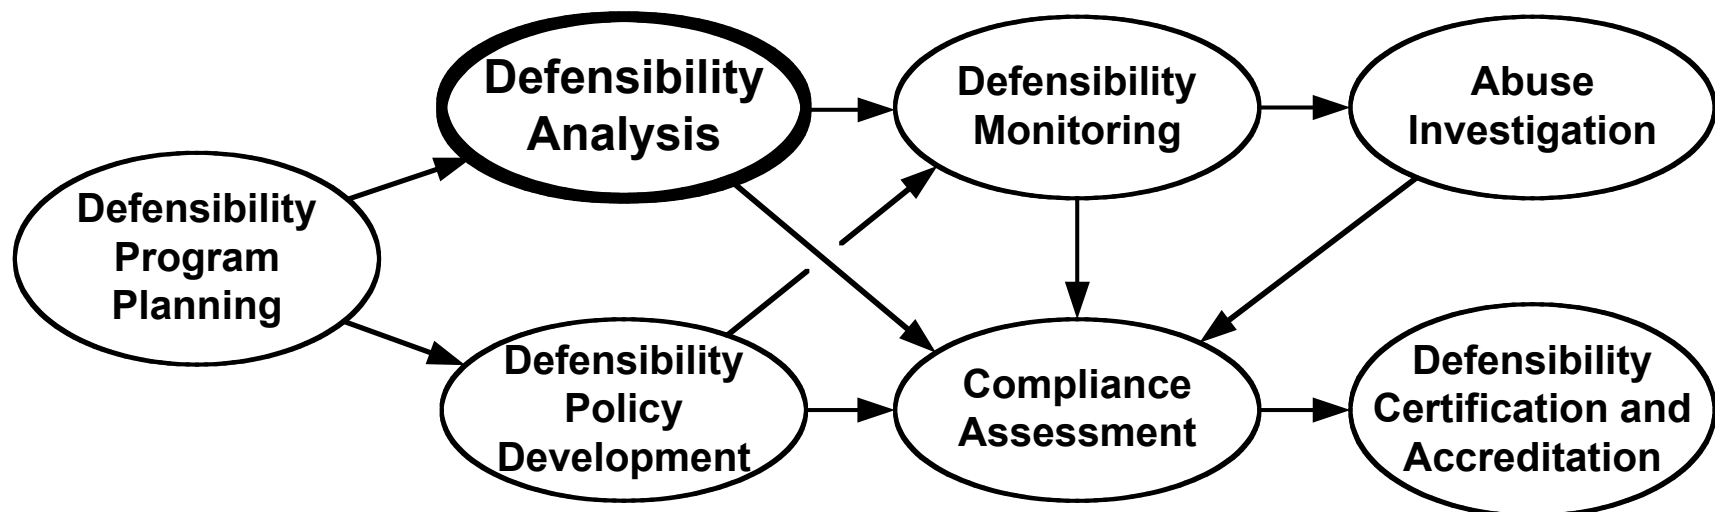 Defensibility
Program
Planning
Defensibility
Analysis
Defensibility
Policy
Development
Defensibility
Monitoring
Compliance
Assessment
Abuse
Investigation
Defensibility
Certification and
Accreditation